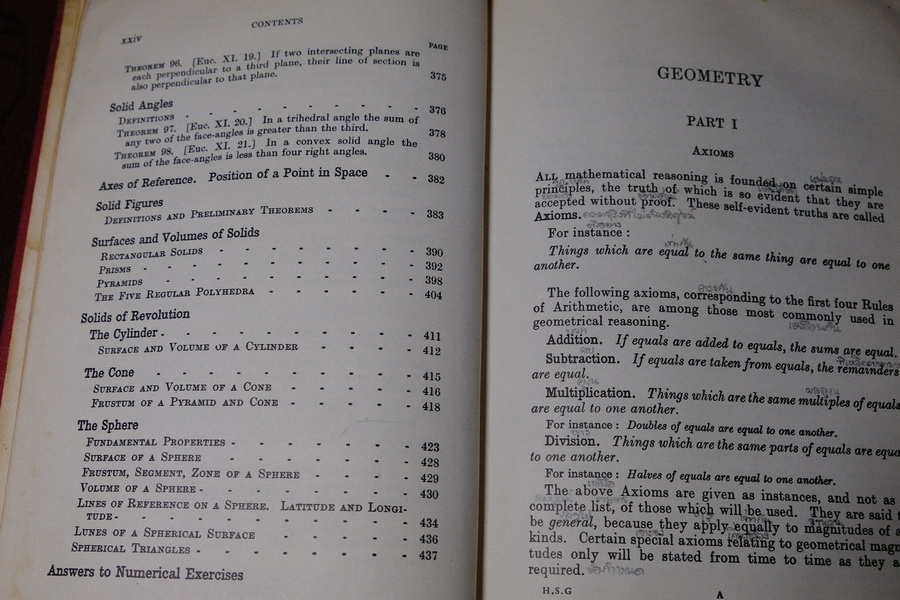 xxiv
CONTENTS
PAGE
THEOREM 96. [Euc. XI. 19.] If two intersecting planes are
each perpendicular to a third plane, their line of section is
also perpendicular to that plane. 375
Solid Angles
DEFINITIONS - - - - - - - - 376
THEOREM 97. [Euc. XI. 20.] In a trihedral angle the sum of
any two of the face-angles is greater than the third. 378
THEOREM 98. [Euc. XI. 21.] In a convex solid angle the
sum of the face-angles is less than four right angles. 380
Axes of Reference. Position of a Point in Space - - 382
Solid Figures
DEFINITIONS AND PRELIMINARY THEOREMS - - - - 383
Surfaces and Volumes of Solids
RECTANGULAR SOLIDS - - - - - - - 390
PRISMS - - - - - - - - - 392
PYRAMIDS - - - - - - - - 398
THE FIVE REGULAR POLYHEDRA - - - - - 404
Solids of Revolution
The Cylinder - - - - - - - - 411
SURFACE AND VOLUME OF A CYLINDER - - - - 412
The Cone - - - - - - - - 415
SURFACE AND VOLUME OF A CONE - - - - - 416
FRUSTUM OF A PYRAMID AND CONE - - - - - 418
The Sphere
FUNDAMENTAL PROPERTIES - - - - - - 423
SURFACE OF A SPHERE - - - - - - 428
FRUSTUM, SEGMENT, ZONE OF A SPHERE - - - - 429
VOLUME OF A SPHERE - - - - - - - 430
LINES OF REFERENCE ON A SPHERE. LATITUDE AND LONGI-
TUDE - - - - - - - - - 434
LUNES OF A SPHERICAL SURFACE - - - - - 436
SPHERICAL TRIANGLES - - - - - - - 437
Answers to Numerical Exercises
GEOMETRY
PART I
AXIOMS
ALL mathematical reasoning is founded on certain simple
principles, the truth of which is so evident that they are
accepted without proof. These self-evident truths are called
Axioms.
For instance :
Things which are equal to the same thing are equal to one
another.
The following axioms, corresponding to the first four Rules
of Arithmetic, are among those most commonly used in
geometrical reasoning.
Addition. If equals are added to equals, the sums are equal.
Subtraction. If equals are taken from equals, the remainders
are equal.
Multiplication. Things which are the same multiples of equals
are equal to one another.
For instance : Doubles of equals are equal to one another.
Division. Things which are the same parts of equals are equa
to one another.
For instance : Halves of equals are equal to one another.
The above Axioms are given as instances, and not as
complete list, of those which will be used. They are said t
be general, because they apply equally to magnitudes of a
kinds. Certain special axioms relating to geometrical magn
tudes only will be stated from time to time as they a
required.
H.S.G
A